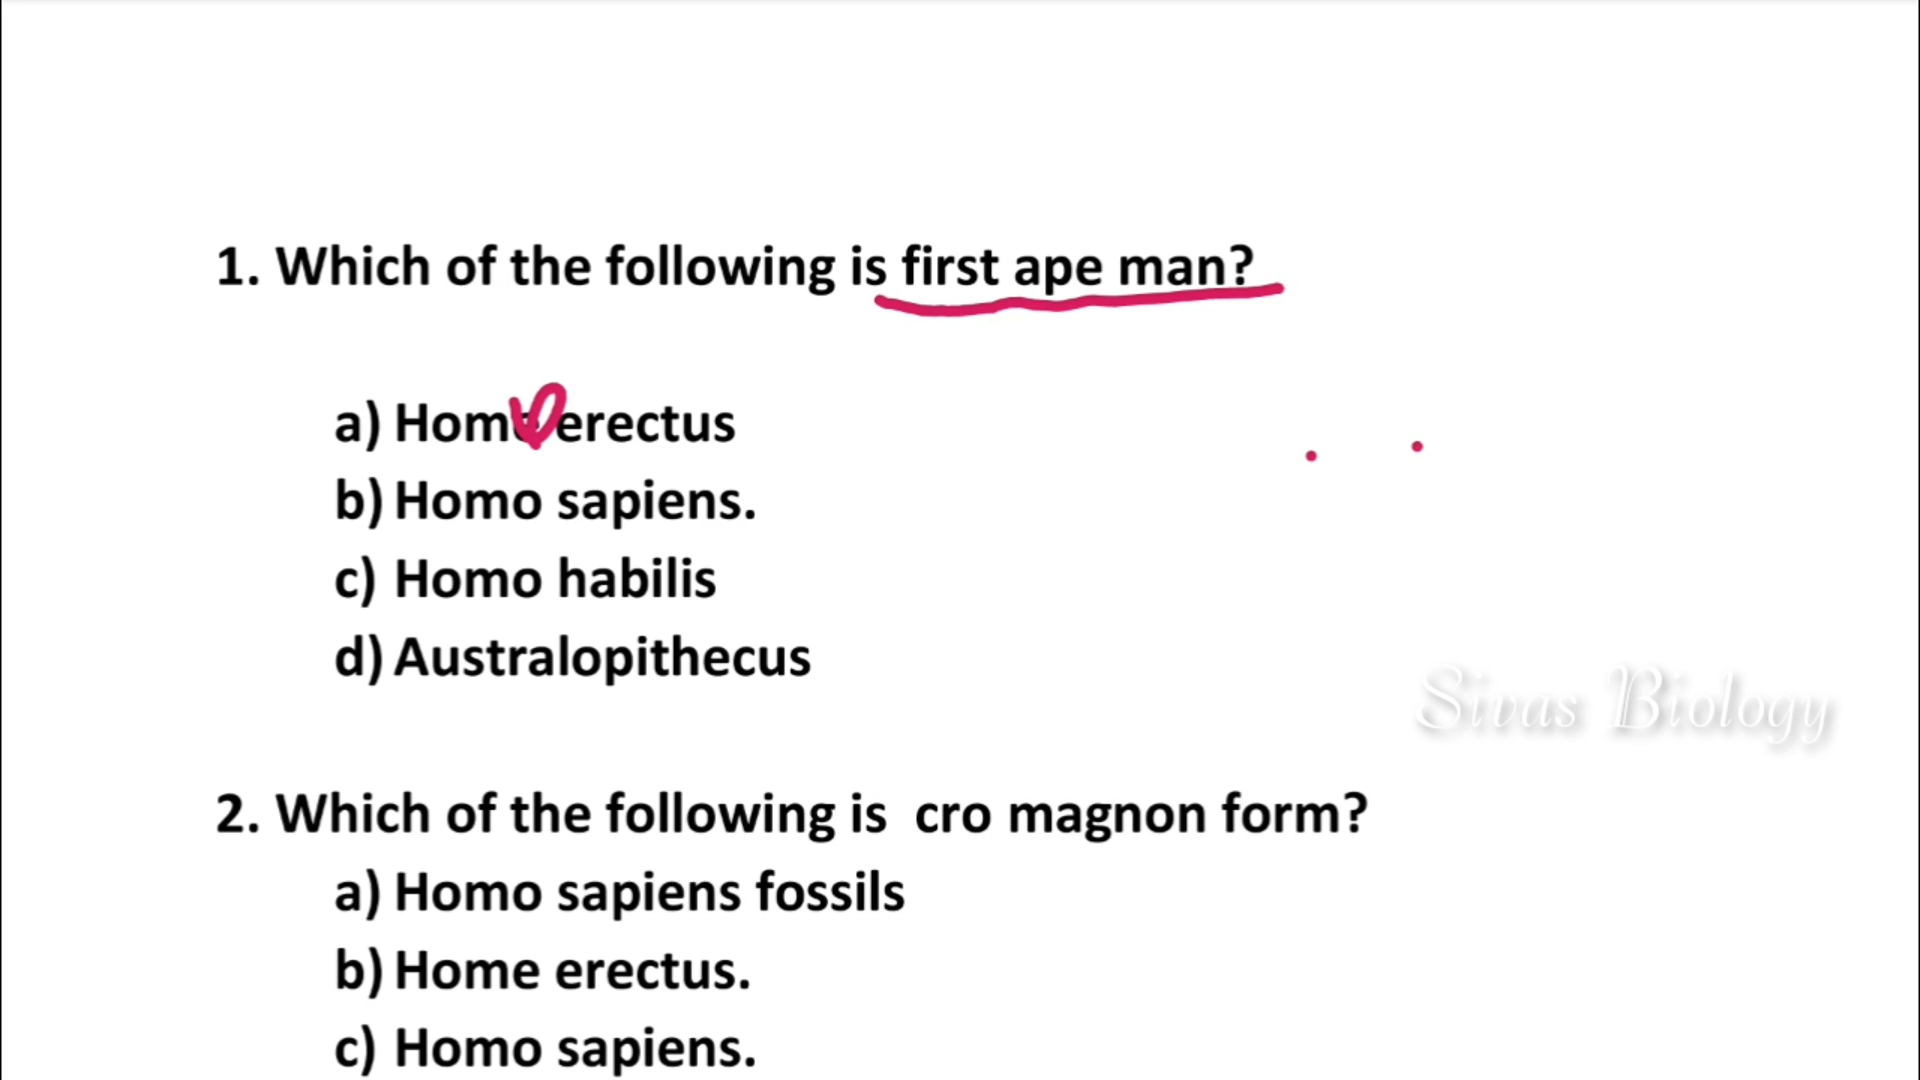 1. Which of the following is first ape man?
a) Home erectus
b) Homo sapiens.
c) Homo habilis
d) Australopithecus
Sivas Biology
2. Which of the following is cro magnon form?
a) Homo sapiens fossils
b) Home erectus.
c) Homo sapiens.